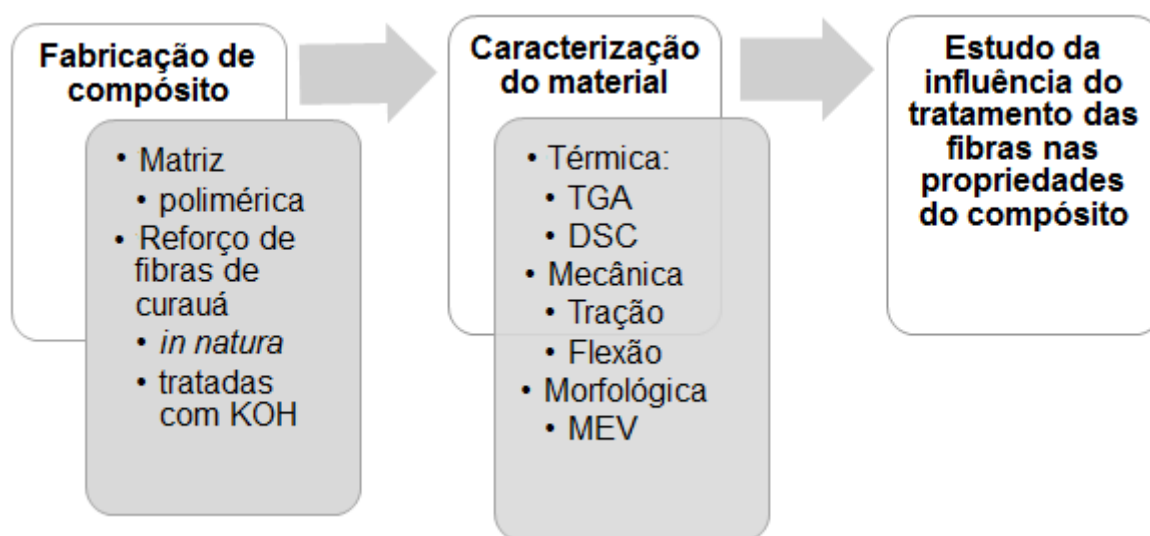 Fabricação de
compósito
• Matriz
• polimérica
• Reforço de
fibras de
curauá
• in natura
• tratadas
com KOH
Caracterização
do material
• Térmica:
• TGA
• DSC
• Mecânica
• Tração
• Flexão
• Morfológica
• MEV
Estudo da
influência do
tratamento das
fibras nas
propriedades
do compósito